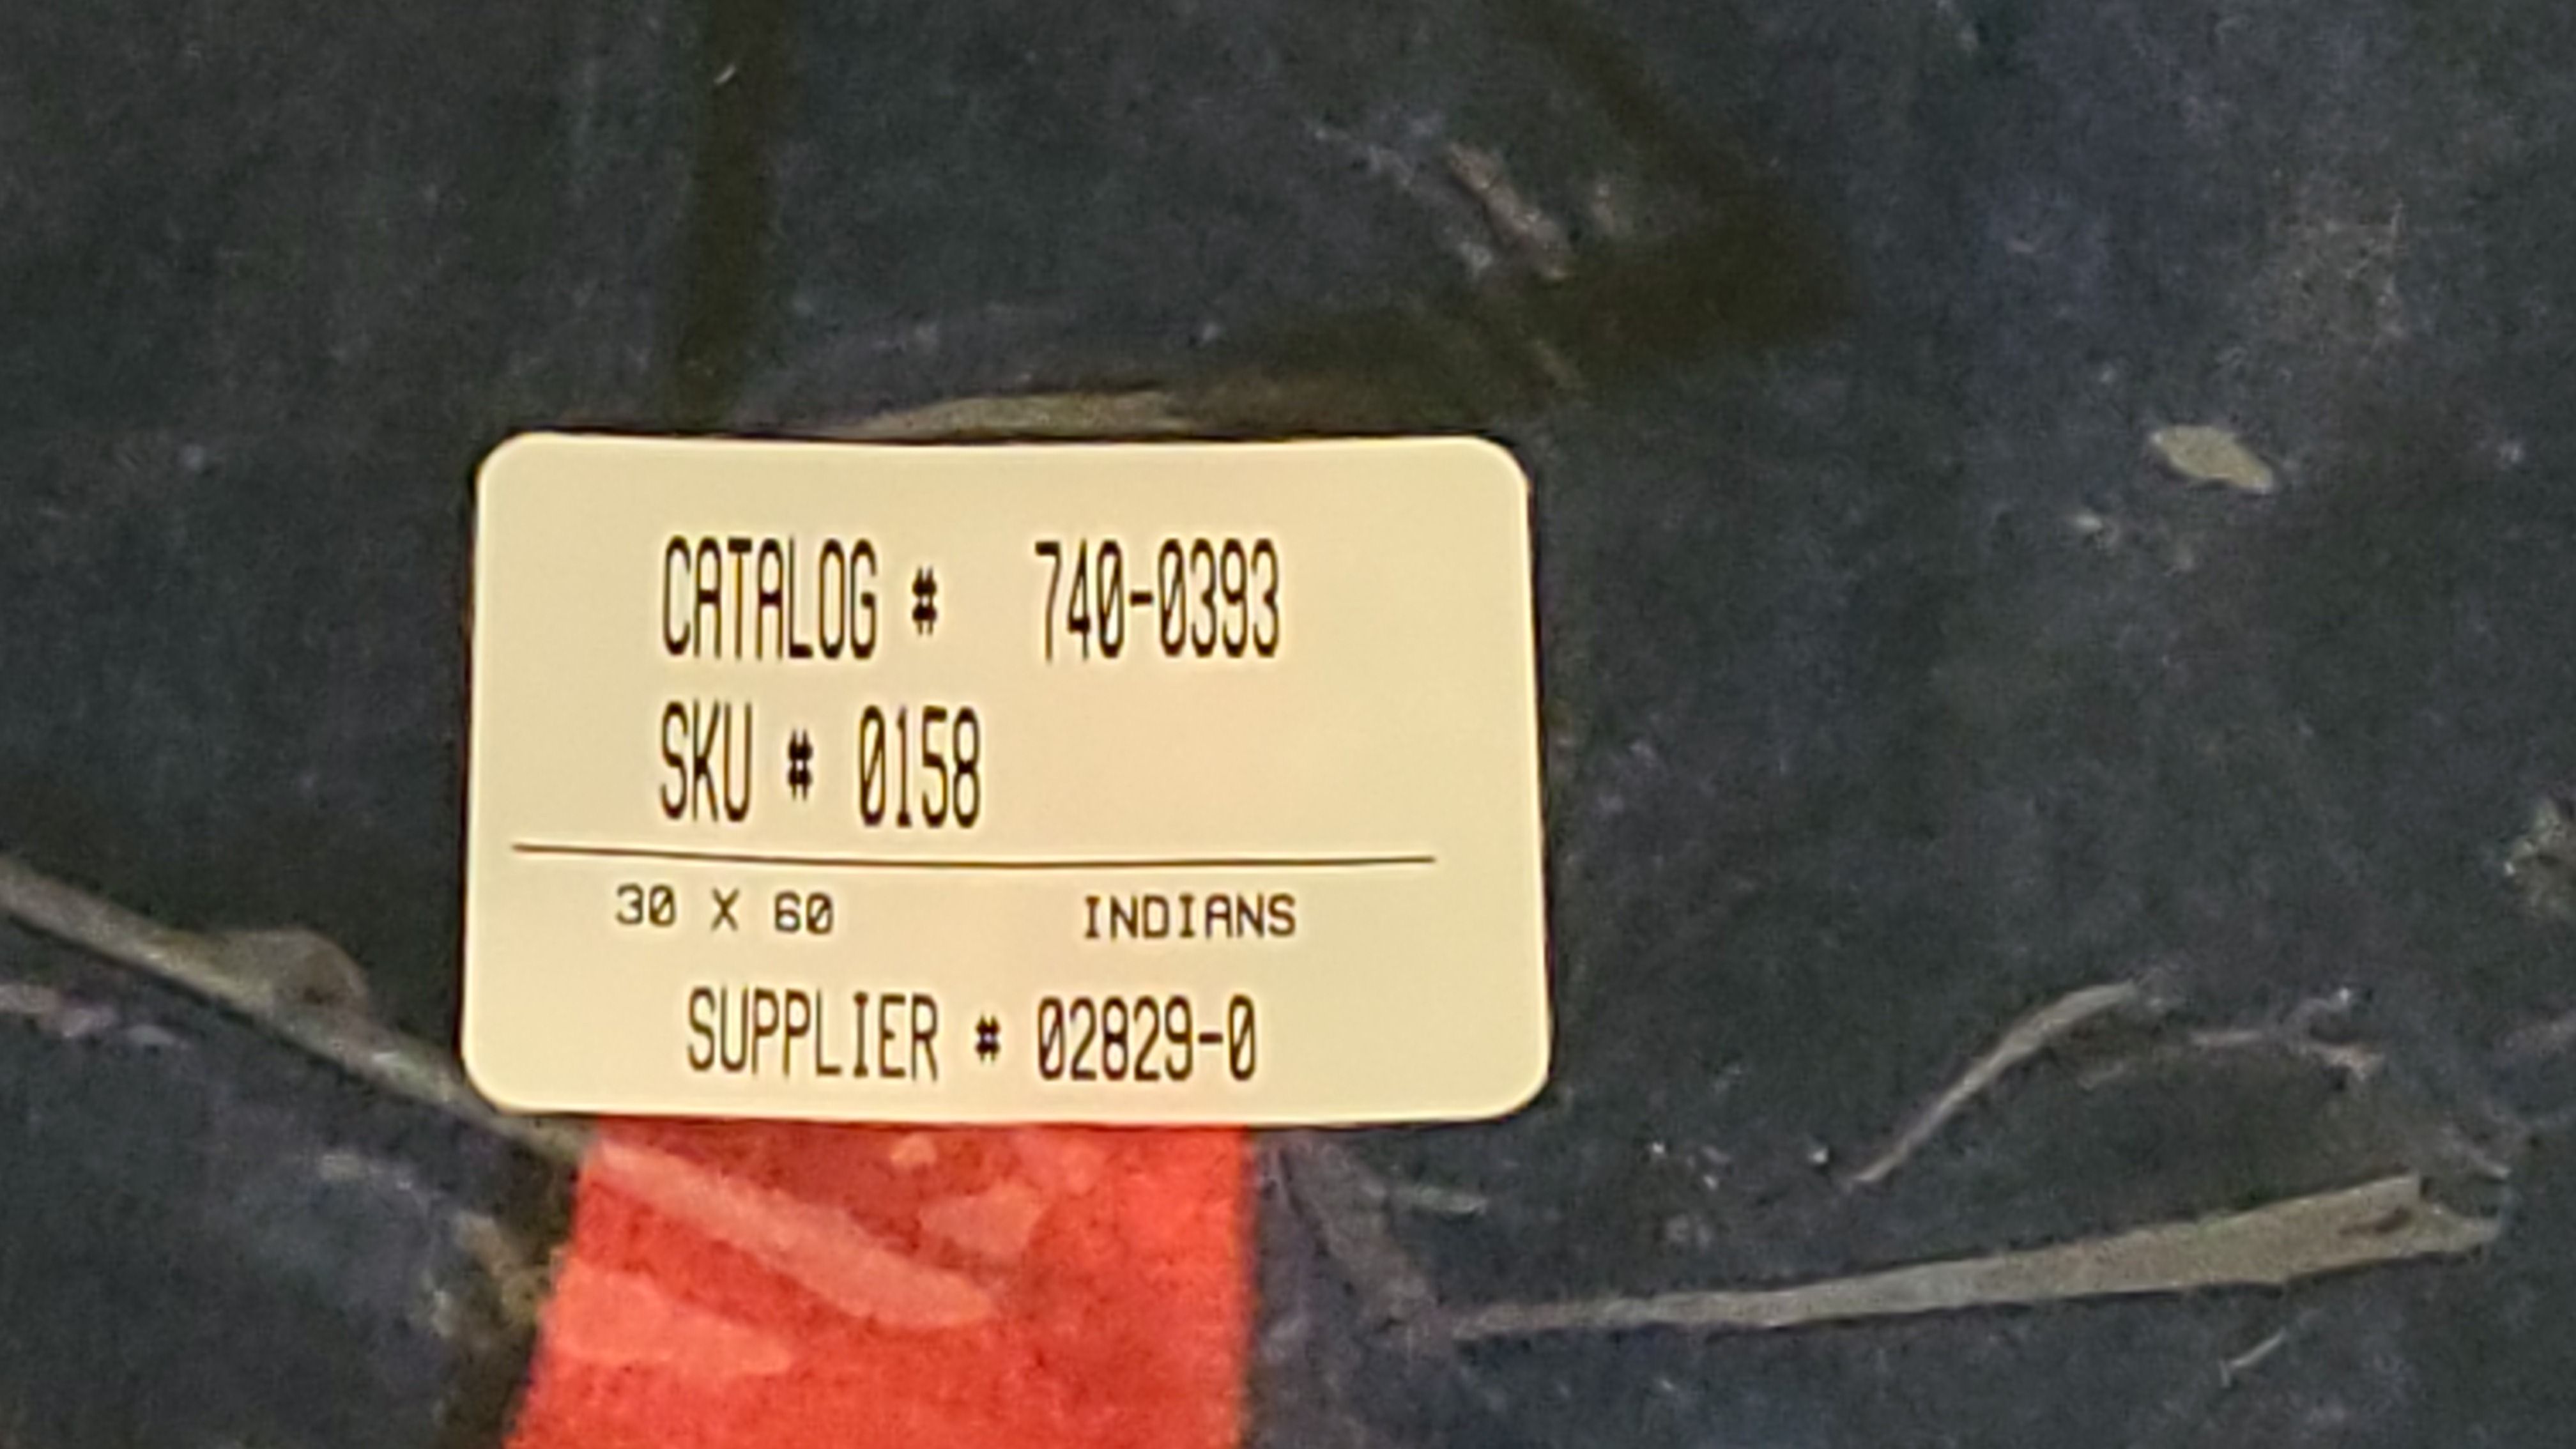 CATALOG # 740-0393
SKU # 0158
30 X 60 INDIANS
SUPPLIER # 02829-0